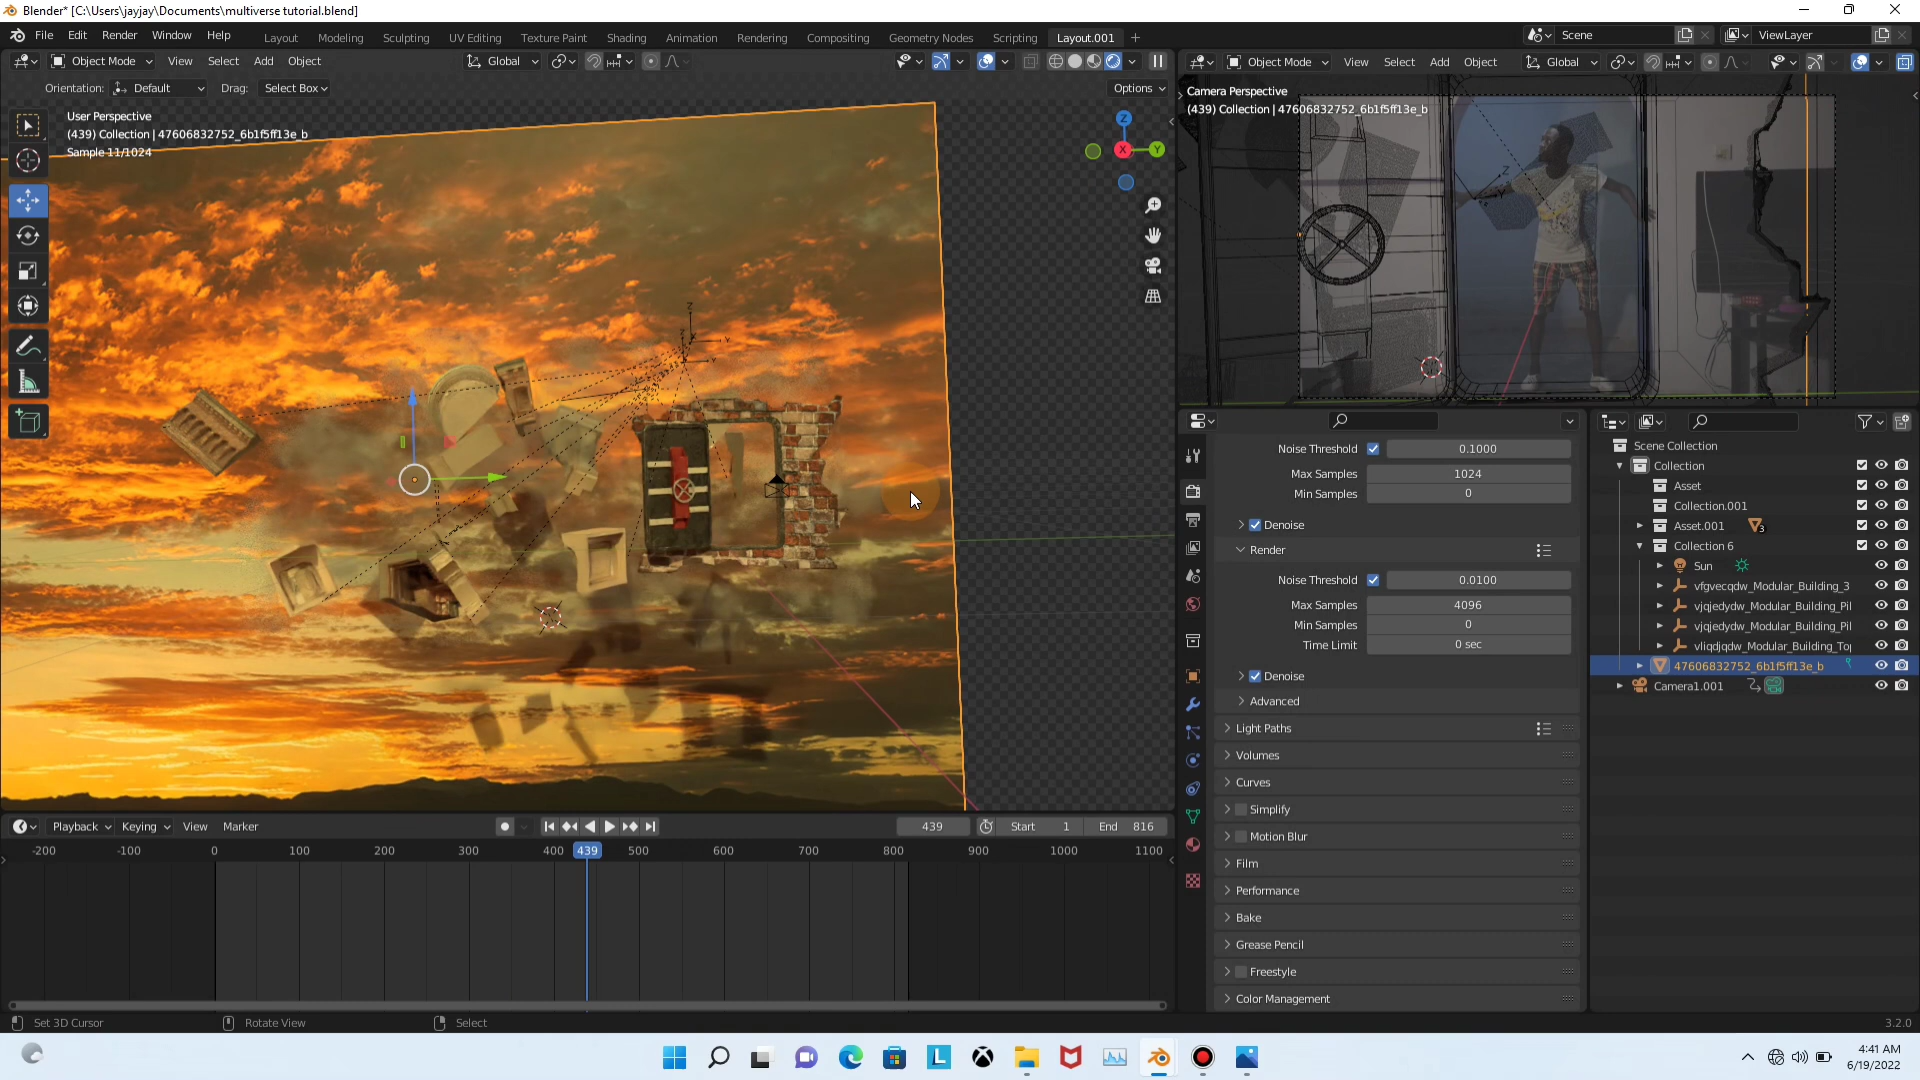 Blender* [C:\Users\jayjay\Documents\multiverse tutorial.blend]
File Edit Render Window Help
Layout Modeling Sculpting UV Editing Texture Paint Shading Animation Rendering Compositing Geometry Nodes Scripting Layout.001 +
Scene ViewLayer
Object Mode View Select Add Object Global
Object Mode View Select Add Object Global
Orientation: Default Drag: Select Box Options
User Perspective
(439) Collection | 47606832752_6b1f5ff13e_b
Sample 11/1024
Z
X
Y
Camera Perspective
(439) Collection | 47606832752_6b1f5ff13e_b
Noise Threshold 0.1000
Max Samples 1024
Min Samples 0
Denoise
Render
Noise Threshold 0.0100
Max Samples 4096
Min Samples 0
Time Limit 0 sec
Denoise
Advanced
Light Paths
Volumes
Curves
Simplify
Motion Blur
Film
Performance
Bake
Grease Pencil
Freestyle
Color Management
Scene Collection
Collection
Asset
Collection.001
Asset.001 3
Collection 6
Sun
vfgvecqdw_Modular_Building_3
vjqjedydw_Modular_Building_Pil
vjqjedydw_Modular_Building_Pil
vliqdjqdw_Modular_Building_To
47606832752_6b1f5ff13e_b
Camera1.001
Playback Keying View Marker 439 Start 1 End 816
-200 -100 0 100 200 300 400 439 500 600 700 800 900 1000 1100
Set 3D Cursor Rotate View Select 3.2.0
4:41 AM
6/19/2022